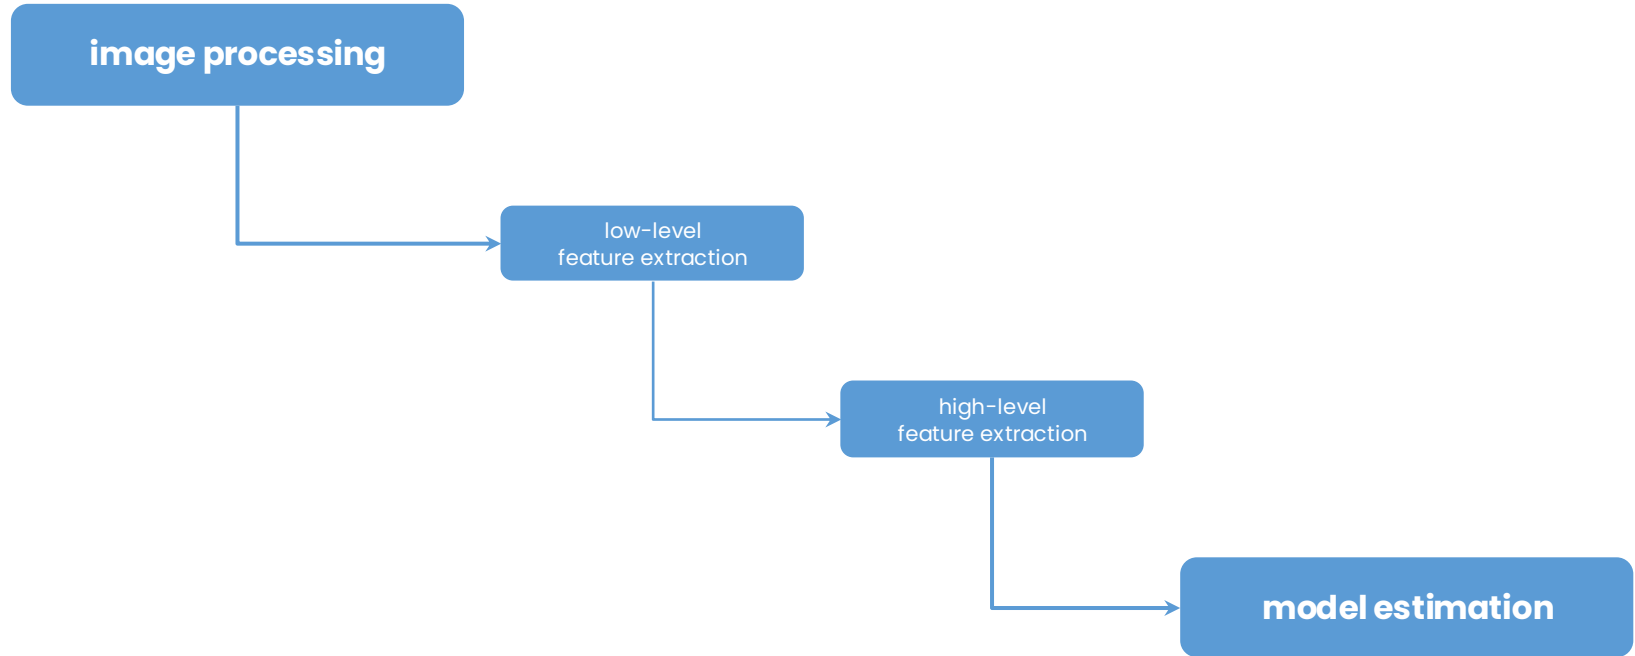 image processing
low-level
feature extraction
high-level
feature extraction
model estimation